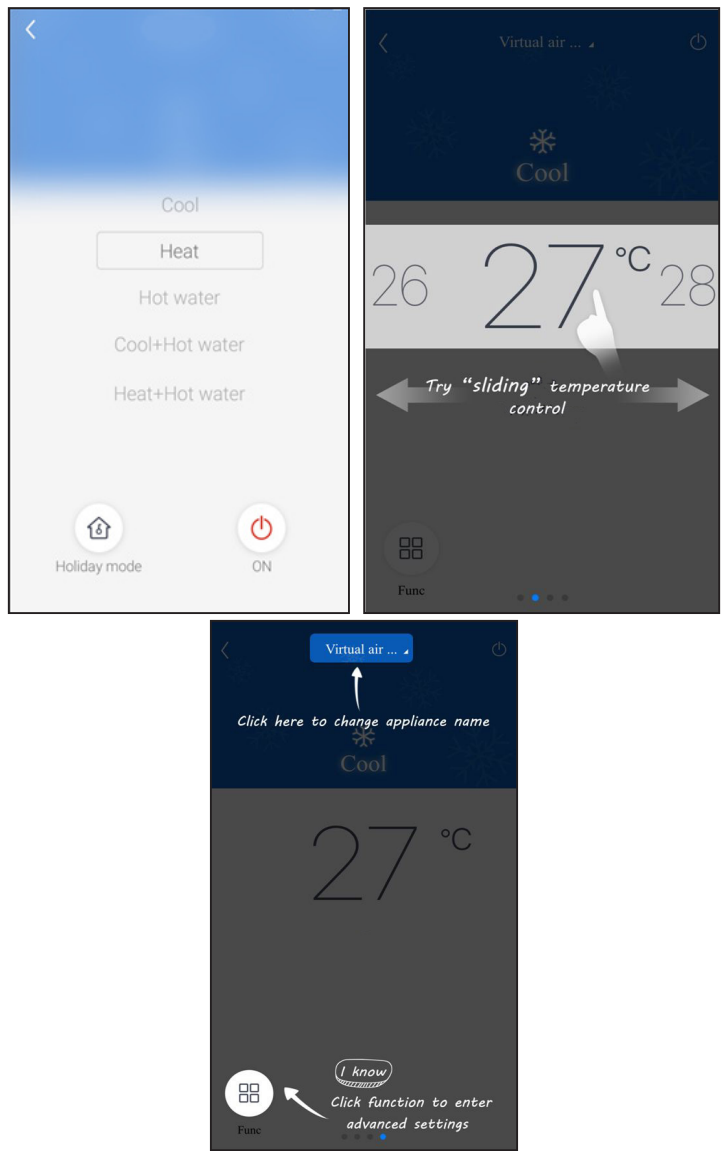 Cool
Heat
Hot water
Cool+Hot water
Heat+Hot water
Holiday mode
ON
Virtual air ...
Cool
26 27°C 28
Try “sliding” temperature
control
Func
Virtual air ...
Click here to change appliance name
Cool
27 °C
I know
Click function to enter
advanced settings
Func